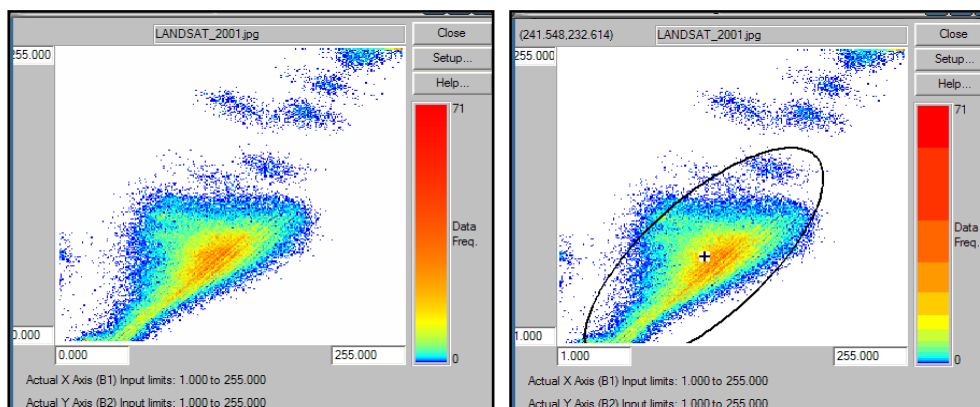 LANDSAT_2001.jpg
Close
255.000
Setup...
Help...
71
Data
Freq.
0.000
0
0.000
255.000
Actual X Axis (B1) Input limits: 1.000 to 255.000
Actual Y Axis (B2) Input limits: 1.000 to 255.000
(241.548,232.614)
LANDSAT_2001.jpg
Close
255.000
Setup...
Help...
71
Data
Freq.
1.000
0
1.000
255.000
Actual X Axis (B1) Input limits: 1.000 to 255.000
Actual Y Axis (B2) Input limits: 1.000 to 255.000